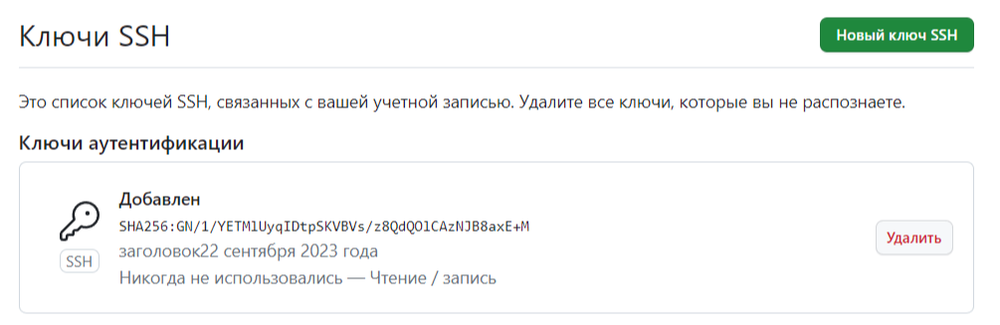 Ключи SSH
Новый ключ SSH
Это список ключей SSH, связанных с вашей учетной записью. Удалите все ключи, которые вы не распознаете.
Ключи аутентификации
Добавлен
SHA256:GN/1/YETMlUyqIDtpSKVBVs/z8QdQOlCAzNJB8axE+M
заголовок22 сентября 2023 года
Никогда не использовались — Чтение / запись
SSH
Удалить